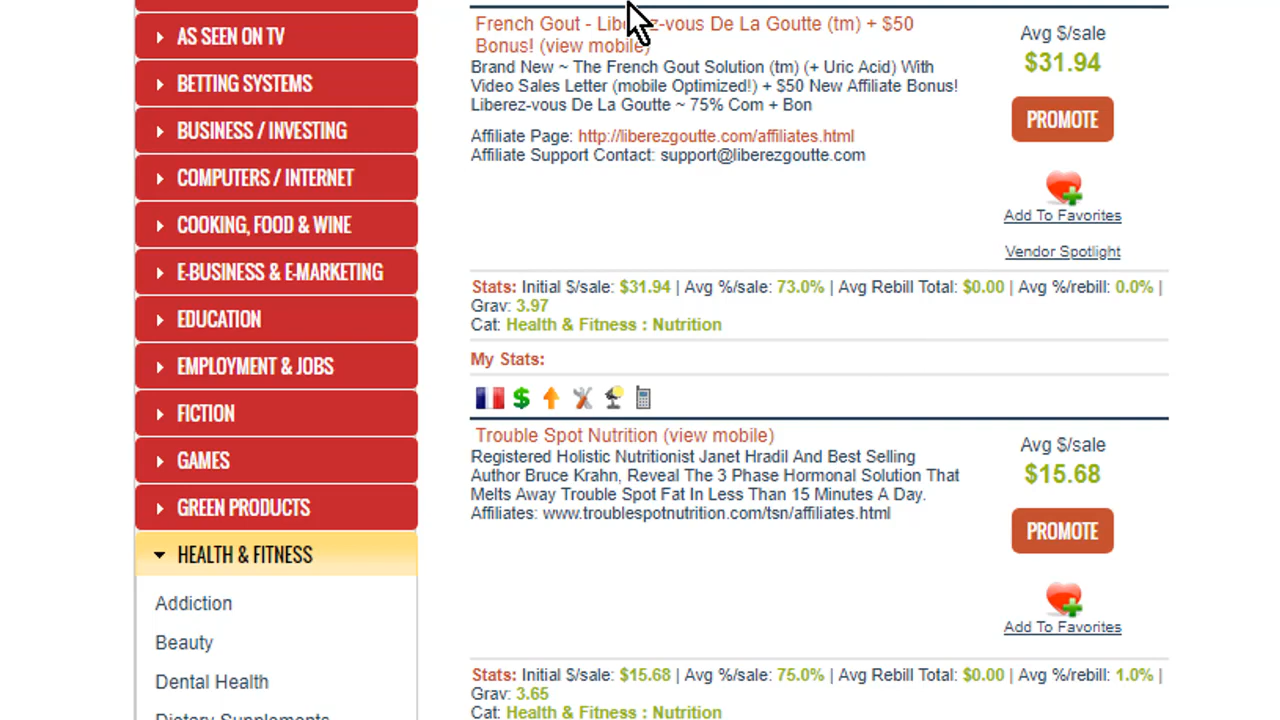 AS SEEN ON TV
BETTING SYSTEMS
BUSINESS / INVESTING
COMPUTERS / INTERNET
COOKING, FOOD & WINE
E-BUSINESS & E-MARKETING
EDUCATION
EMPLOYMENT & JOBS
FICTION
GAMES
GREEN PRODUCTS
HEALTH & FITNESS
Addiction
Beauty
Dental Health
Dietary Supplements
French Gout - Liberez-vous De La Goutte (tm) + $50
Bonus! (view mobile)
Brand New ~ The French Gout Solution (tm) (+ Uric Acid) With
Video Sales Letter (mobile Optimized!) + $50 New Affiliate Bonus!
Liberez-vous De La Goutte ~ 75% Com + Bon
Affiliate Page: http://liberezgoutte.com/affiliates.html
Affiliate Support Contact: support@liberezgoutte.com
Avg $/sale
$31.94
PROMOTE
Add To Favorites
Vendor Spotlight
Stats: Initial $/sale: $31.94 | Avg %/sale: 73.0% | Avg Rebill Total: $0.00 | Avg %/rebill: 0.0% |
Grav: 3.97
Cat: Health & Fitness : Nutrition
My Stats:
Trouble Spot Nutrition (view mobile)
Registered Holistic Nutritionist Janet Hradil And Best Selling
Author Bruce Krahn, Reveal The 3 Phase Hormonal Solution That
Melts Away Trouble Spot Fat In Less Than 15 Minutes A Day.
Affiliates: www.troublespotnutrition.com/tsn/affiliates.html
Avg $/sale
$15.68
PROMOTE
Add To Favorites
Stats: Initial $/sale: $15.68 | Avg %/sale: 75.0% | Avg Rebill Total: $0.00 | Avg %/rebill: 1.0% |
Grav: 3.65
Cat: Health & Fitness : Nutrition